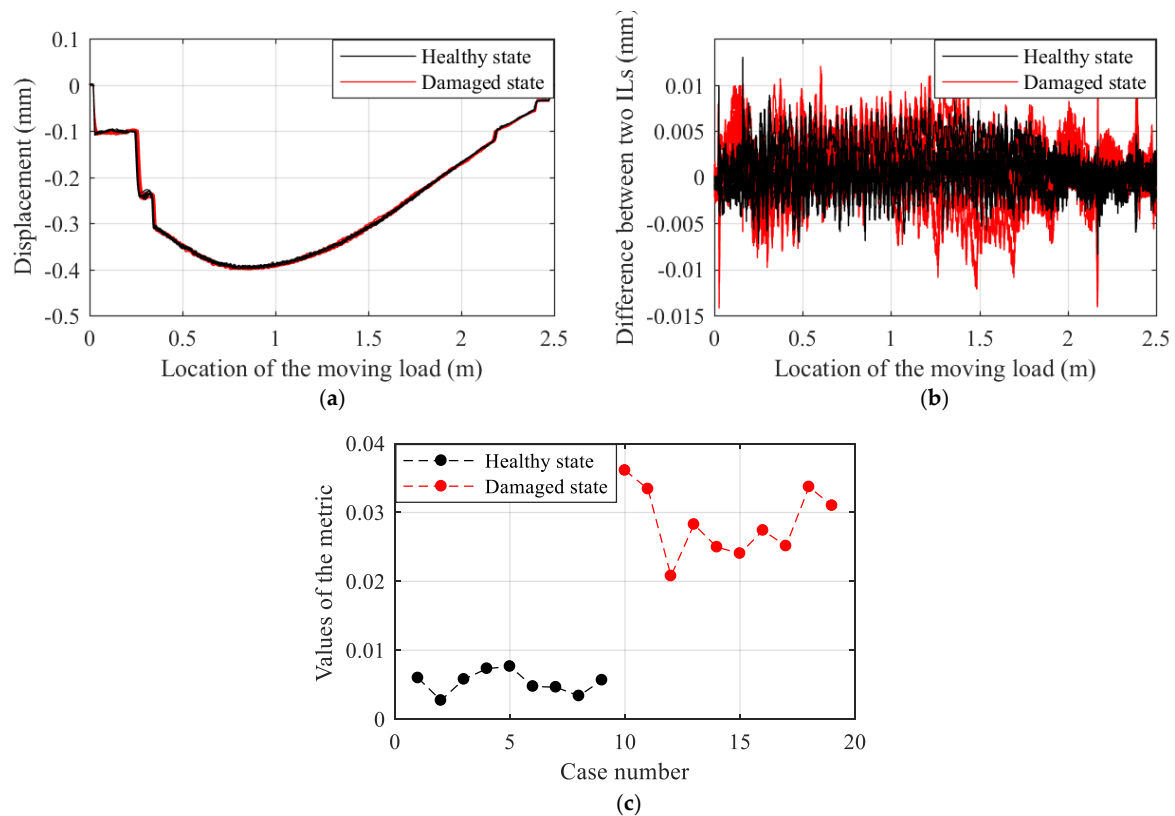 0.1
0
-0.1
-0.2
-0.3
-0.4
-0.5
Displacement (mm)
Healthy state
Damaged state
0 0.5 1 1.5 2 2.5
Location of the moving load (m)
(a)
0.01
0.005
0
-0.005
-0.01
-0.015
Difference between two ILs (mm)
Healthy state
Damaged state
0 0.5 1 1.5 2 2.5
Location of the moving load (m)
(b)
0.04
0.03
0.02
0.01
0
Values of the metric
Healthy state
Damaged state
0 5 10 15 20
Case number
(c)